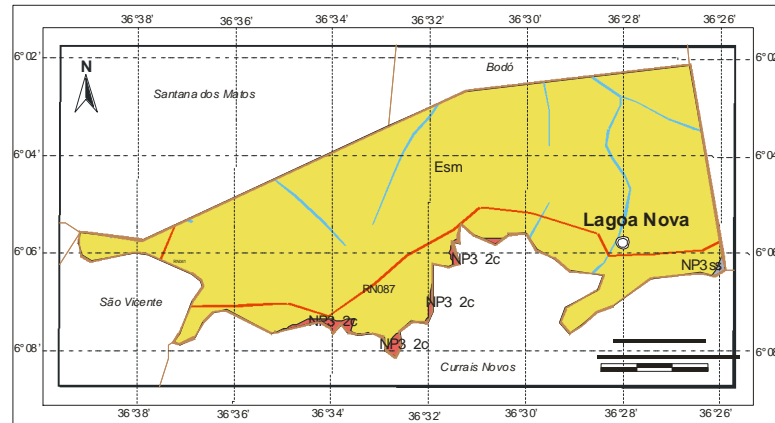 36°38' 36°36' 36°34' 36°32' 36°30' 36°28' 36°26'
6°02' 6°02'
N
Bodó
Santana dos Matos
6°04' 6°04'
Esm
Lagoa Nova
6°06' 6°06'
RN087
NP3 2c
NP3ss
RN087
São Vicente
NP3 2c
NP3 2c
NP3 2c
6°08' 6°08'
Currais Novos
36°38' 36°36' 36°34' 36°32' 36°30' 36°28' 36°26'